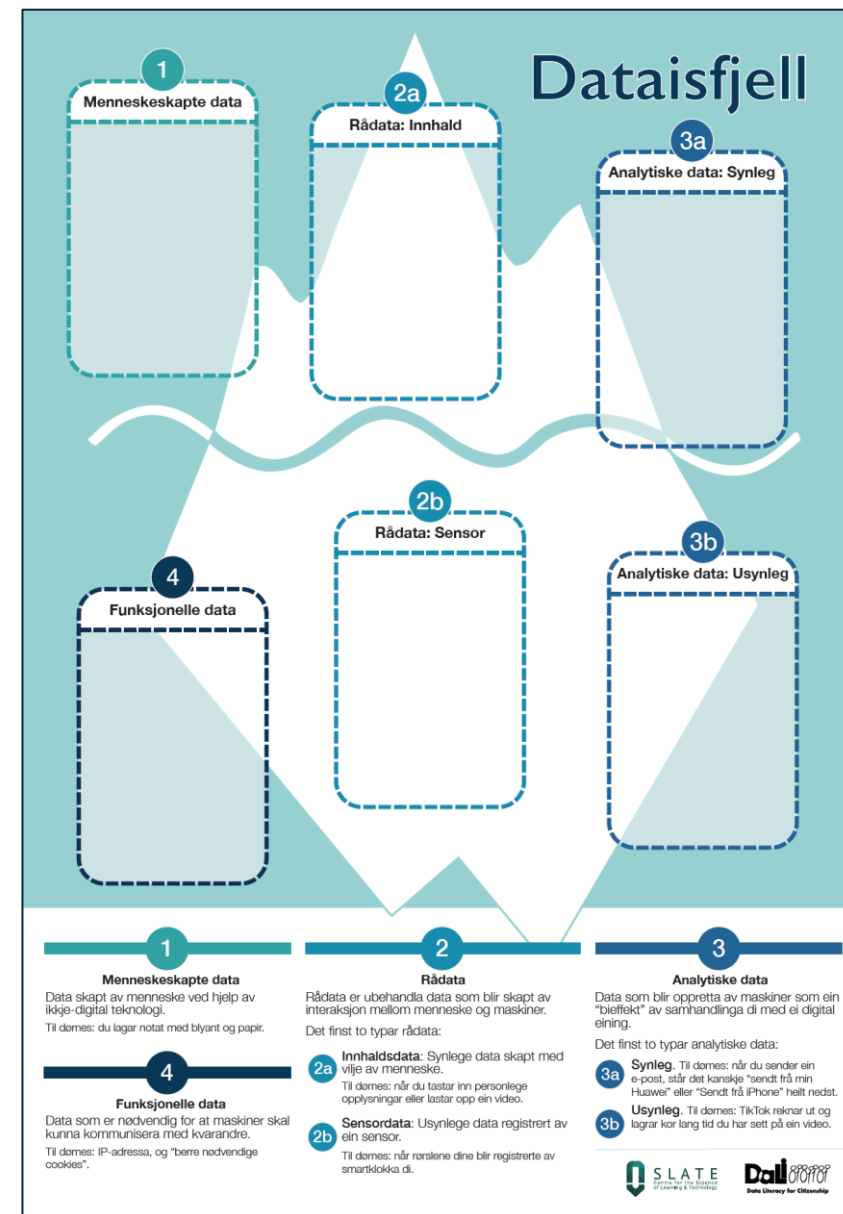 Dataisfjell
1
Menneskeskapte data
2a
Rådata: Innhald
3a
Analytiske data: Synleg
2b
Rådata: Sensor
3b
Analytiske data: Usynleg
4
Funksjonelle data
1
Menneskeskapte data
Data skapt av menneske ved hjelp av
ikkje-digital teknologi.
Til dømes: du lagar notat med blyant og papir.
4
Funksjonelle data
Data som er nødvendig for at maskiner skal
kunna kommunisera med kvarandre.
Til dømes: IP-adressa, og "berre nødvendige
cookies".
2
Rådata
Rådata er ubehandla data som blir skapt av
interaksjon mellom menneske og maskiner.
Det finst to typar rådata:
2a
Innhaldsdata: Synlege data skapt med
vilje av menneske.
Til dømes: når du tastar inn personlege
opplysningar eller lastar opp ein video.
2b
Sensordata: Usynlege data registrert av
ein sensor.
Til dømes: når rørslene dine blir registrerte av
smartklokka di.
3
Analytiske data
Data som blir oppretta av maskiner som ein
"bieffekt" av samhandlinga di med ei digital
eining.
Det finst to typar analytiske data:
3a
Synleg. Til dømes: når du sender ein
e-post, står det kanskje "sendt frå min
Huawei" eller "Sendt frå iPhone" heilt nedst.
3b
Usynleg. Til dømes: TikTok reknar ut og
lagrar kor lang tid du har sett på ein video.
SLATE
Centre for the Science
of Learning & Technology
Dali
Data Literacy for Citizenship